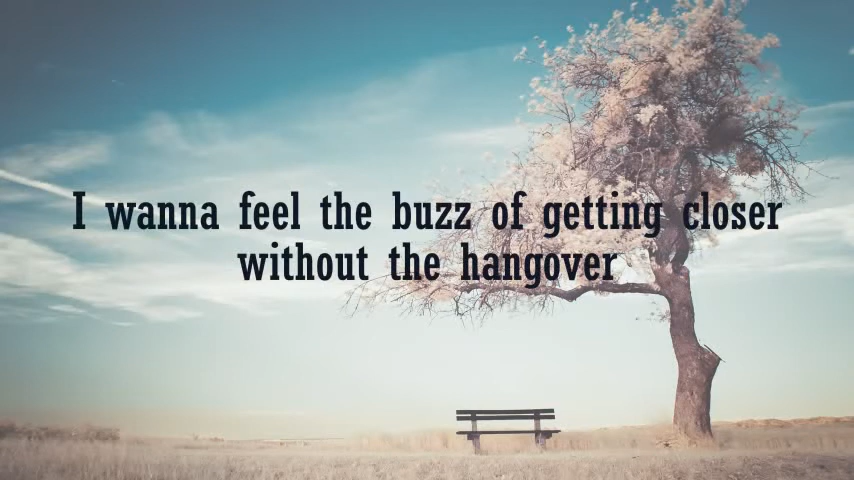 I wanna feel the buzz of getting closer
without the hangover